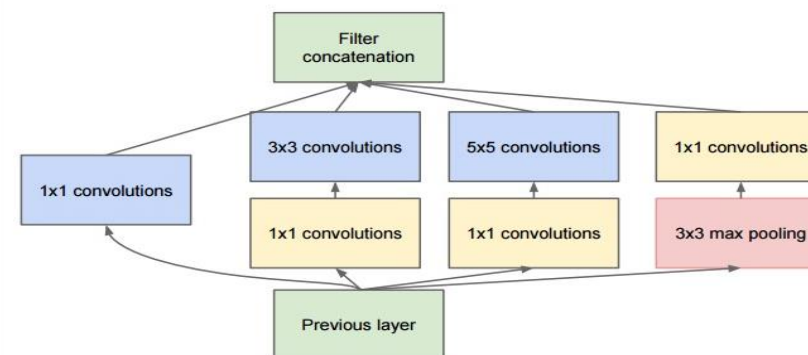 Filter
concatenation
3x3 convolutions
5x5 convolutions
1x1 convolutions
1x1 convolutions
1x1 convolutions
1x1 convolutions
3x3 max pooling
Previous layer